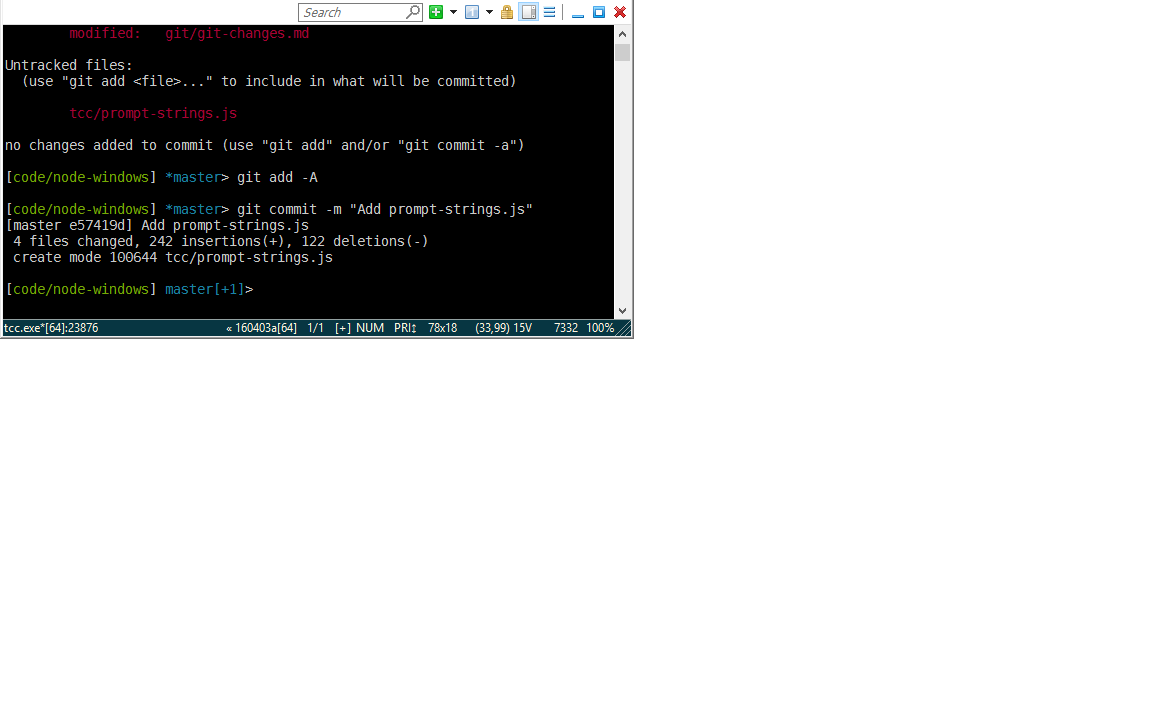 Search
modified:   git/git-changes.md
Untracked files:
(use "git add <file>..." to include in what will be committed)
tcc/prompt-strings.js
no changes added to commit (use "git add" and/or "git commit -a")
[code/node-windows] *master> git add -A
[code/node-windows] *master> git commit -m "Add prompt-strings.js"
[master e57419d] Add prompt-strings.js
4 files changed, 242 insertions(+), 122 deletions(-)
create mode 100644 tcc/prompt-strings.js
[code/node-windows] master[+1]>
tcc.exe*[64]:23876 « 160403a[64] 1/1 [+] NUM PRI↕ 78x18 (33,99) 15V 7332 100%